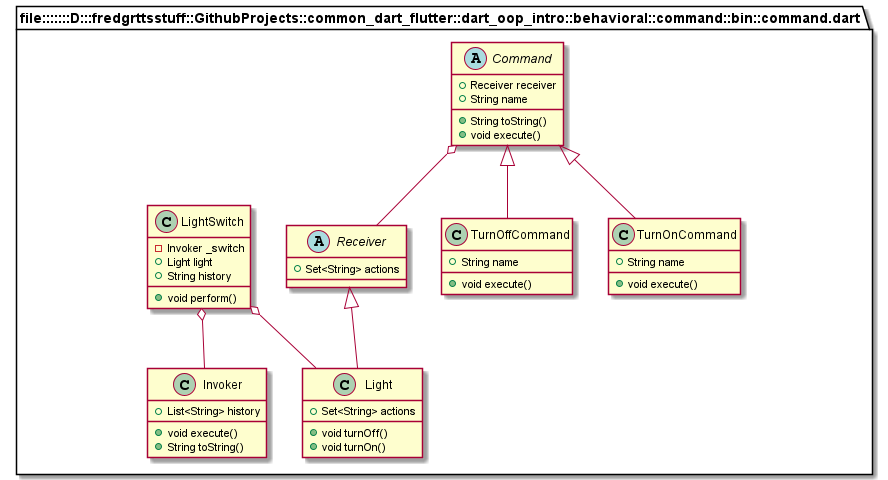 file:::::::D:::fredgrttsstuff::GithubProjects::common_dart_flutter::dart_oop_intro::behavioral::command::bin::command.dart
A Command
Receiver receiver
String name
String toString()
void execute()
C LightSwitch
Invoker _switch
Light light
String history
void perform()
A Receiver
Set<String> actions
C TurnOffCommand
String name
void execute()
C TurnOnCommand
String name
void execute()
C Invoker
List<String> history
void execute()
String toString()
C Light
Set<String> actions
void turnOff()
void turnOn()